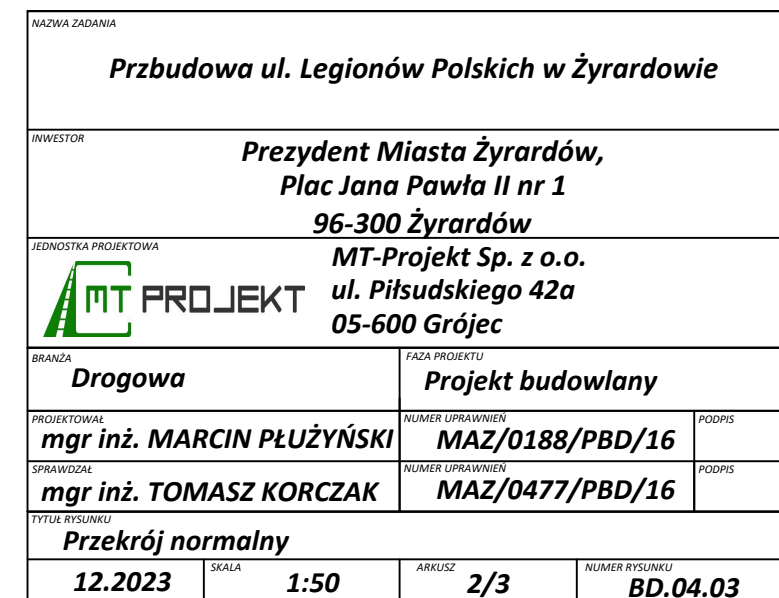 NAZWA ZADANIA
Przbudowa ul. Legionów Polskich w Żyrardowie
INWESTOR
Prezydent Miasta Żyrardów,
Plac Jana Pawła II nr 1
96-300 Żyrardów
JEDNOSTKA PROJEKTOWA
MT PROJEKT
MT-Projekt Sp. z o.o.
ul. Piłsudskiego 42a
05-600 Grójec
BRANŻA
Drogowa
FAZA PROJEKTU
Projekt budowlany
PROJEKTOWAŁ
mgr inż. MARCIN PŁUŻYŃSKI
NUMER UPRAWNIEŃ
MAZ/0188/PBD/16
PODPIS
SPRAWDZAŁ
mgr inż. TOMASZ KORCZAK
NUMER UPRAWNIEŃ
MAZ/0477/PBD/16
PODPIS
TYTUŁ RYSUNKU
Przekrój normalny
12.2023
SKALA
1:50
ARKUSZ
2/3
NUMER RYSUNKU
BD.04.03